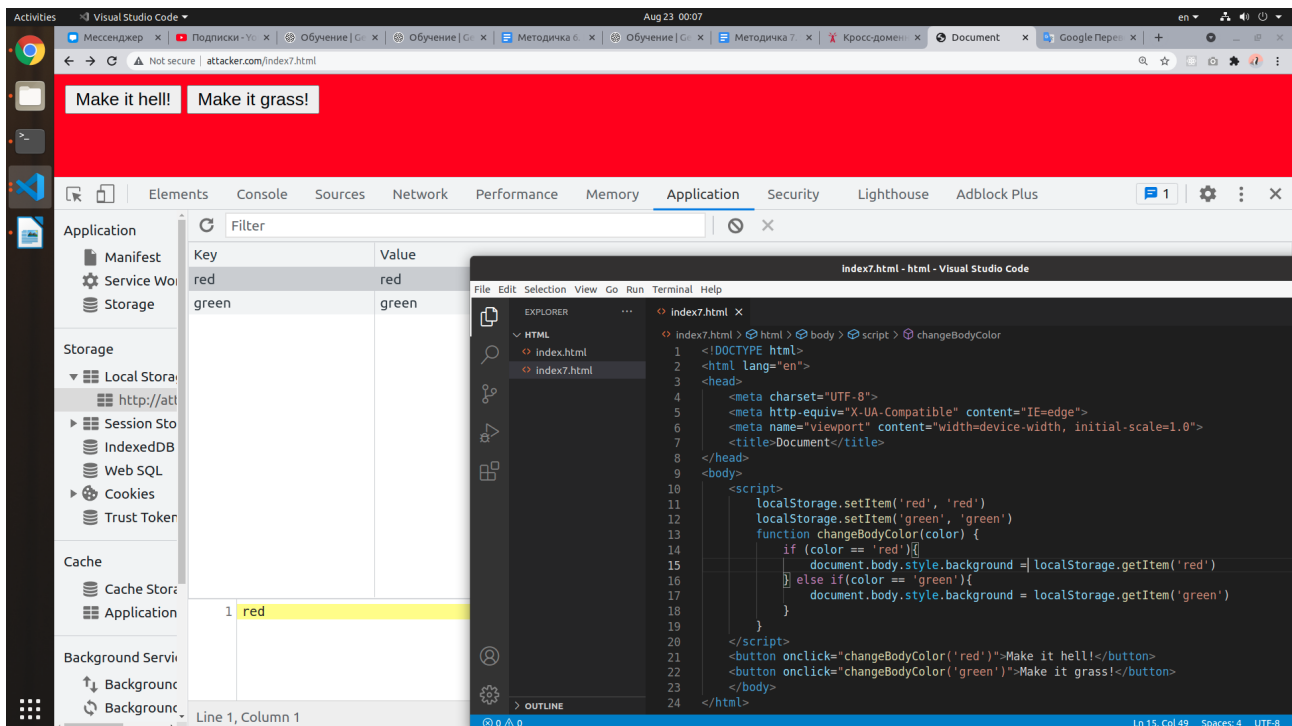 Activities Visual Studio Code Aug 23 00:07 en
Мессенджер Подписки - Yo Обучение | Ge Обучение | Ge Методичка 6. Обучение | Ge Методичка 7. Кросс-домен Document Google Перев
Not secure | attacker.com/index7.html
Make it hell! Make it grass!
Elements Console Sources Network Performance Memory Application Security Lighthouse Adblock Plus 1
Application
Manifest
Service Wor
Storage
Storage
Local Storag
http://att
Session Sto
IndexedDB
Web SQL
Cookies
Trust Token
Cache
Cache Stora
Application
Background Servic
Background
Background
Filter
Key Value
red red
green green
1 red
Line 1, Column 1
index7.html - html - Visual Studio Code
File Edit Selection View Go Run Terminal Help
EXPLORER ...
HTML
index.html
index7.html
OUTLINE
index7.html
index7.html > html > body > script > changeBodyColor
1 <!DOCTYPE html>
2 <html lang="en">
3 <head>
4 <meta charset="UTF-8">
5 <meta http-equiv="X-UA-Compatible" content="IE=edge">
6 <meta name="viewport" content="width=device-width, initial-scale=1.0">
7 <title>Document</title>
8 </head>
9 <body>
10 <script>
11 localStorage.setItem('red', 'red')
12 localStorage.setItem('green', 'green')
13 function changeBodyColor(color) {
14 if (color == 'red'){
15 document.body.style.background = localStorage.getItem('red')
16 } else if(color == 'green'){
17 document.body.style.background = localStorage.getItem('green')
18 }
19 }
20 </script>
21 <button onclick="changeBodyColor('red')">Make it hell!</button>
22 <button onclick="changeBodyColor('green')">Make it grass!</button>
23 </body>
24 </html>
0 0 Ln 15, Col 49 Spaces: 4 UTF-8